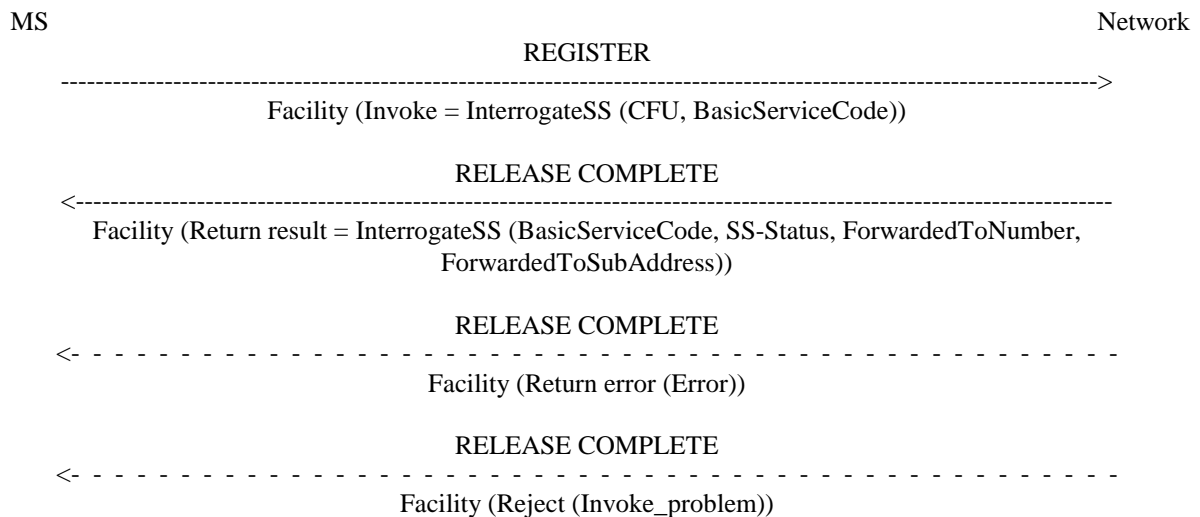 MS Network
REGISTER
------------------------------------------------------------------------------------------------------------------------>
Facility (Invoke = InterrogateSS (CFU, BasicServiceCode))
RELEASE COMPLETE
<------------------------------------------------------------------------------------------------------------------------
Facility (Return result = InterrogateSS (BasicServiceCode, SS-Status, ForwardedToNumber,
ForwardedToSubAddress))
RELEASE COMPLETE
<- - - - - - - - - - - - - - - - - - - - - - - - - - - - - - - - - - - - - - - -
Facility (Return error (Error))
RELEASE COMPLETE
<- - - - - - - - - - - - - - - - - - - - - - - - - - - - - - - - - - - - - - - -
Facility (Reject (Invoke_problem))